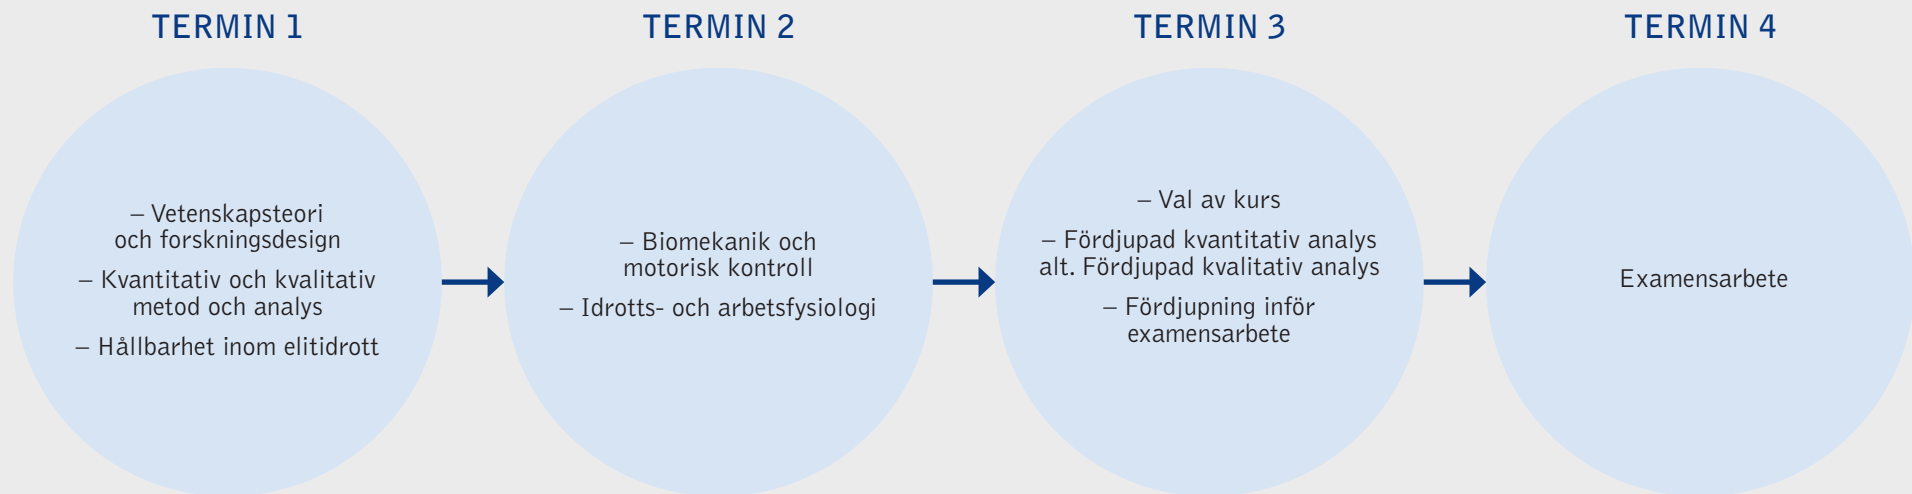 TERMIN 1
– Vetenskapsteori
och forskningsdesign
– Kvantitativ och kvalitativ
metod och analys
– Hållbarhet inom elitidrott
TERMIN 2
– Biomekanik och
motorisk kontroll
– Idrotts- och arbetsfysiologi
TERMIN 3
– Val av kurs
– Fördjupad kvantitativ analys
alt. Fördjupad kvalitativ analys
– Fördjupning inför
examensarbete
TERMIN 4
Examensarbete